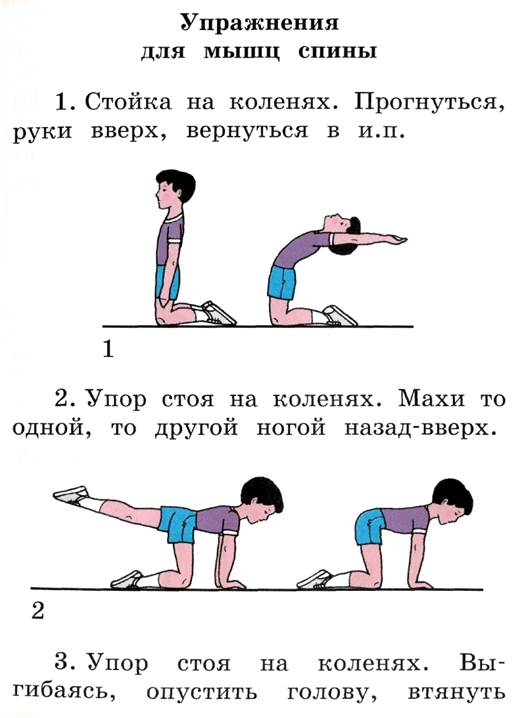 Упражнения
для мышц спины
1. Стойка на коленях. Прогнуться,
руки вверх, вернуться в и.п.
1
2. Упор стоя на коленях. Махи то
одной, то другой ногой назад-вверх.
2
3. Упор стоя на коленях. Вы-
гибаясь, опустить голову, втянуть